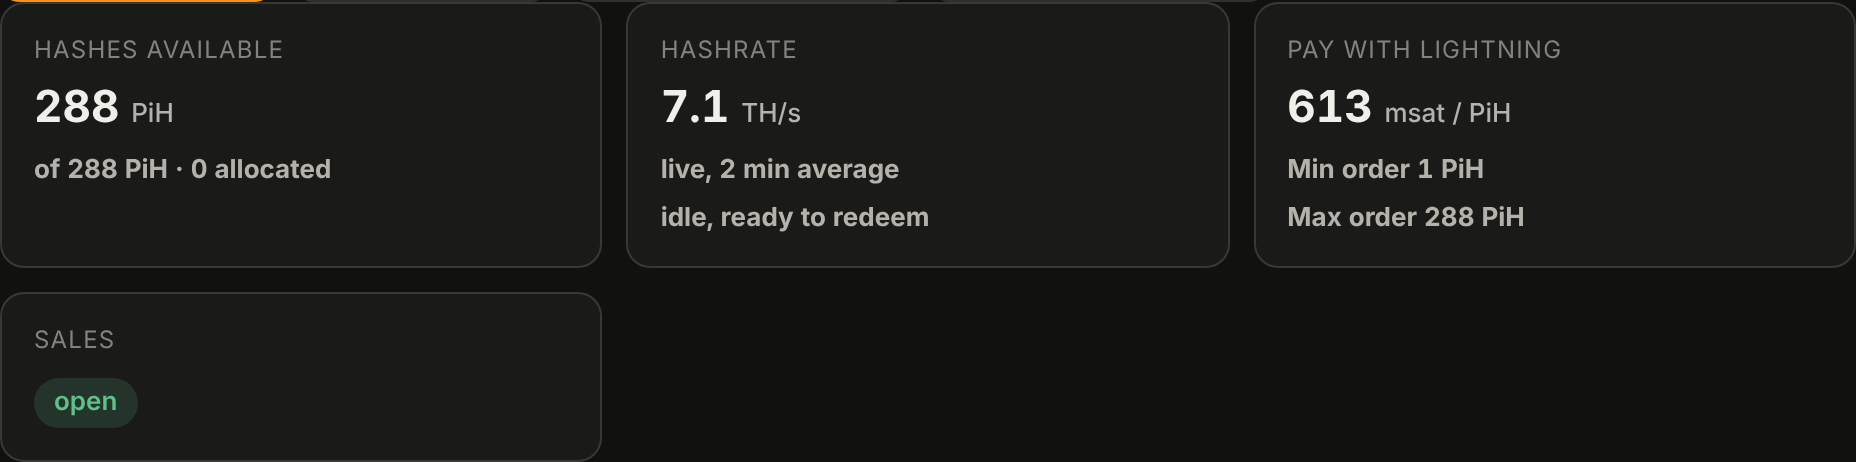 HASHES AVAILABLE
288 PiH
of 288 PiH · 0 allocated
HASHRATE
7.1 TH/s
live, 2 min average
idle, ready to redeem
PAY WITH LIGHTNING
613 msat / PiH
Min order 1 PiH
Max order 288 PiH
SALES
open